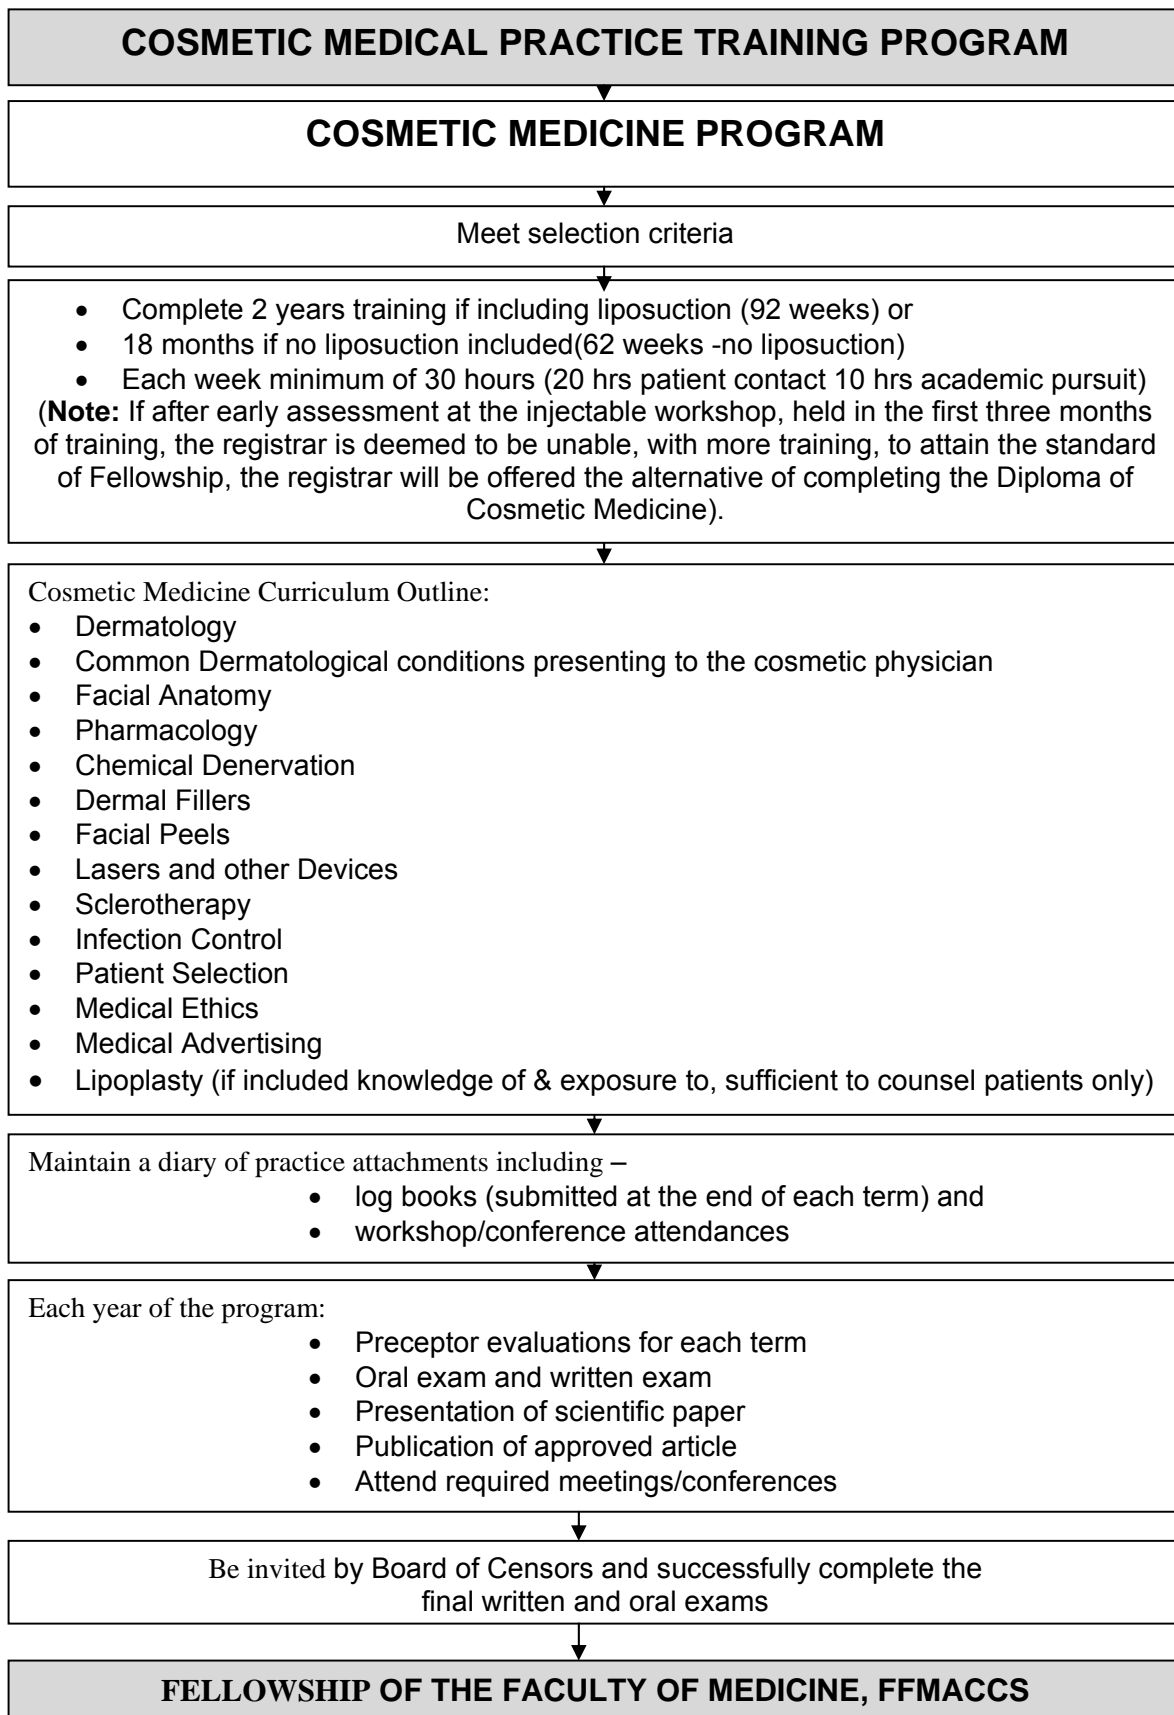 COSMETIC MEDICAL PRACTICE TRAINING PROGRAM
COSMETIC MEDICINE PROGRAM
Meet selection criteria
• Complete 2 years training if including liposuction (92 weeks) or
• 18 months if no liposuction included(62 weeks -no liposuction)
• Each week minimum of 30 hours (20 hrs patient contact 10 hrs academic pursuit)
(Note: If after early assessment at the injectable workshop, held in the first three months
of training, the registrar is deemed to be unable, with more training, to attain the standard
of Fellowship, the registrar will be offered the alternative of completing the Diploma of
Cosmetic Medicine).
Cosmetic Medicine Curriculum Outline:
• Dermatology
• Common Dermatological conditions presenting to the cosmetic physician
• Facial Anatomy
• Pharmacology
• Chemical Denervation
• Dermal Fillers
• Facial Peels
• Lasers and other Devices
• Sclerotherapy
• Infection Control
• Patient Selection
• Medical Ethics
• Medical Advertising
• Lipoplasty (if included knowledge of & exposure to, sufficient to counsel patients only)
Maintain a diary of practice attachments including –
• log books (submitted at the end of each term) and
• workshop/conference attendances
Each year of the program:
• Preceptor evaluations for each term
• Oral exam and written exam
• Presentation of scientific paper
• Publication of approved article
• Attend required meetings/conferences
Be invited by Board of Censors and successfully complete the
final written and oral exams
FELLOWSHIP OF THE FACULTY OF MEDICINE, FFMACCS